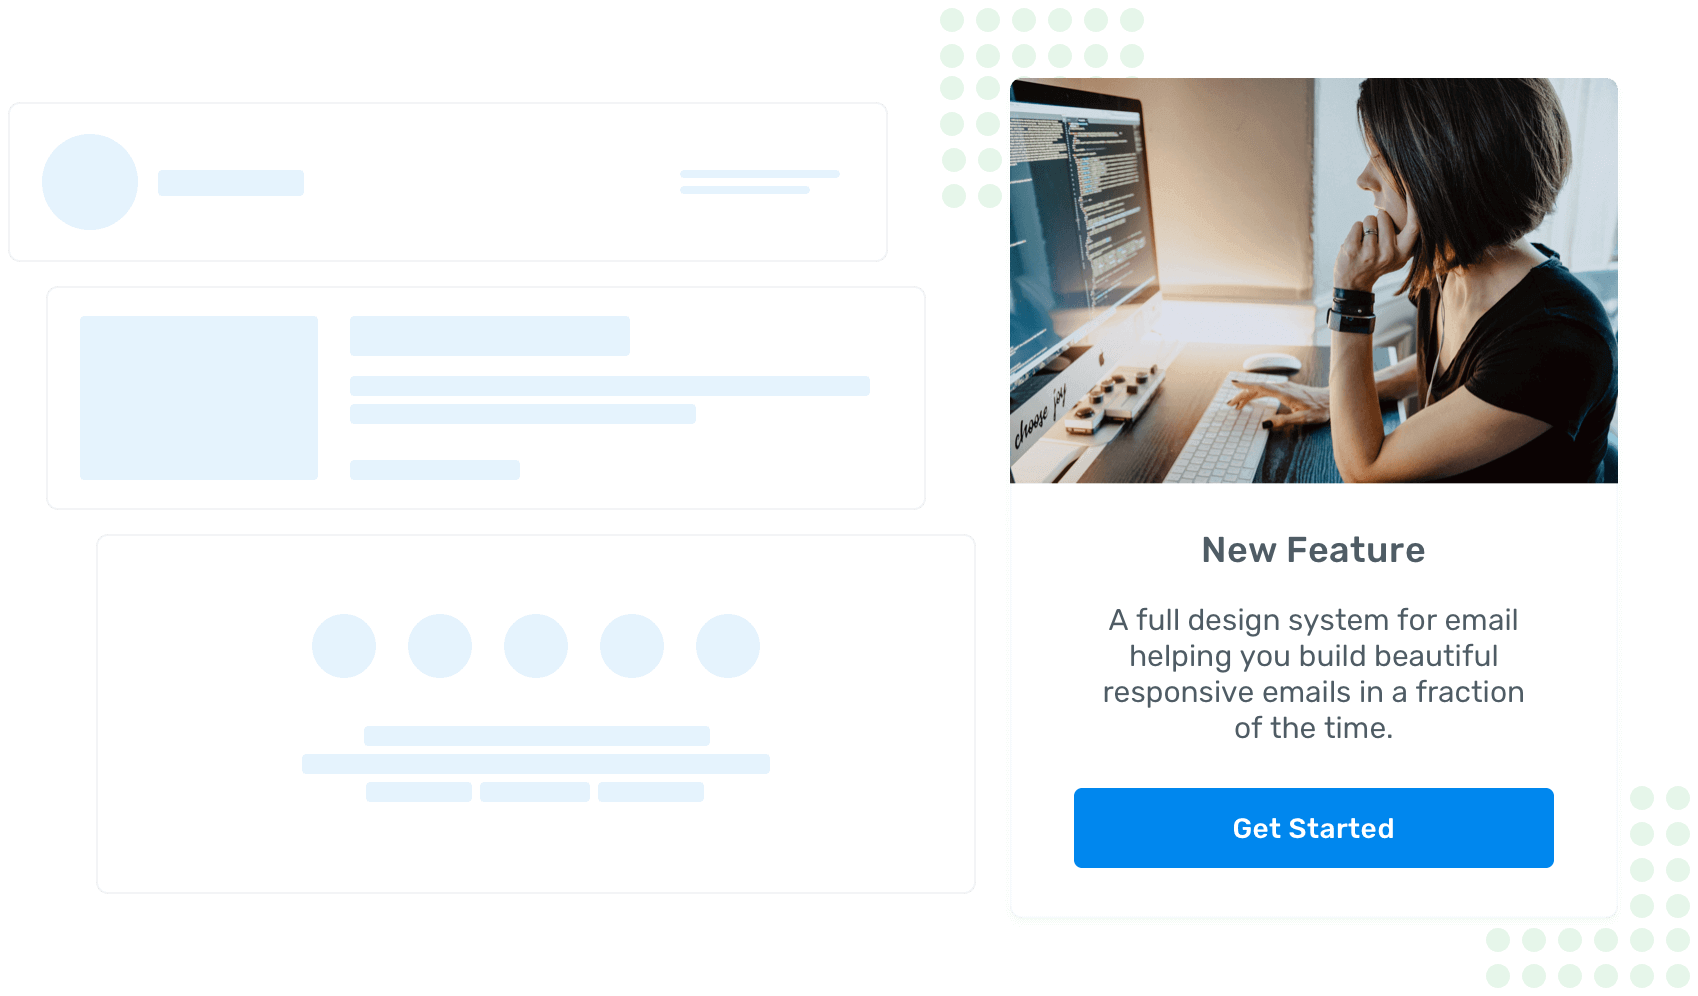 choose joy
New Feature
A full design system for email
helping you build beautiful
responsive emails in a fraction
of the time.
Get Started